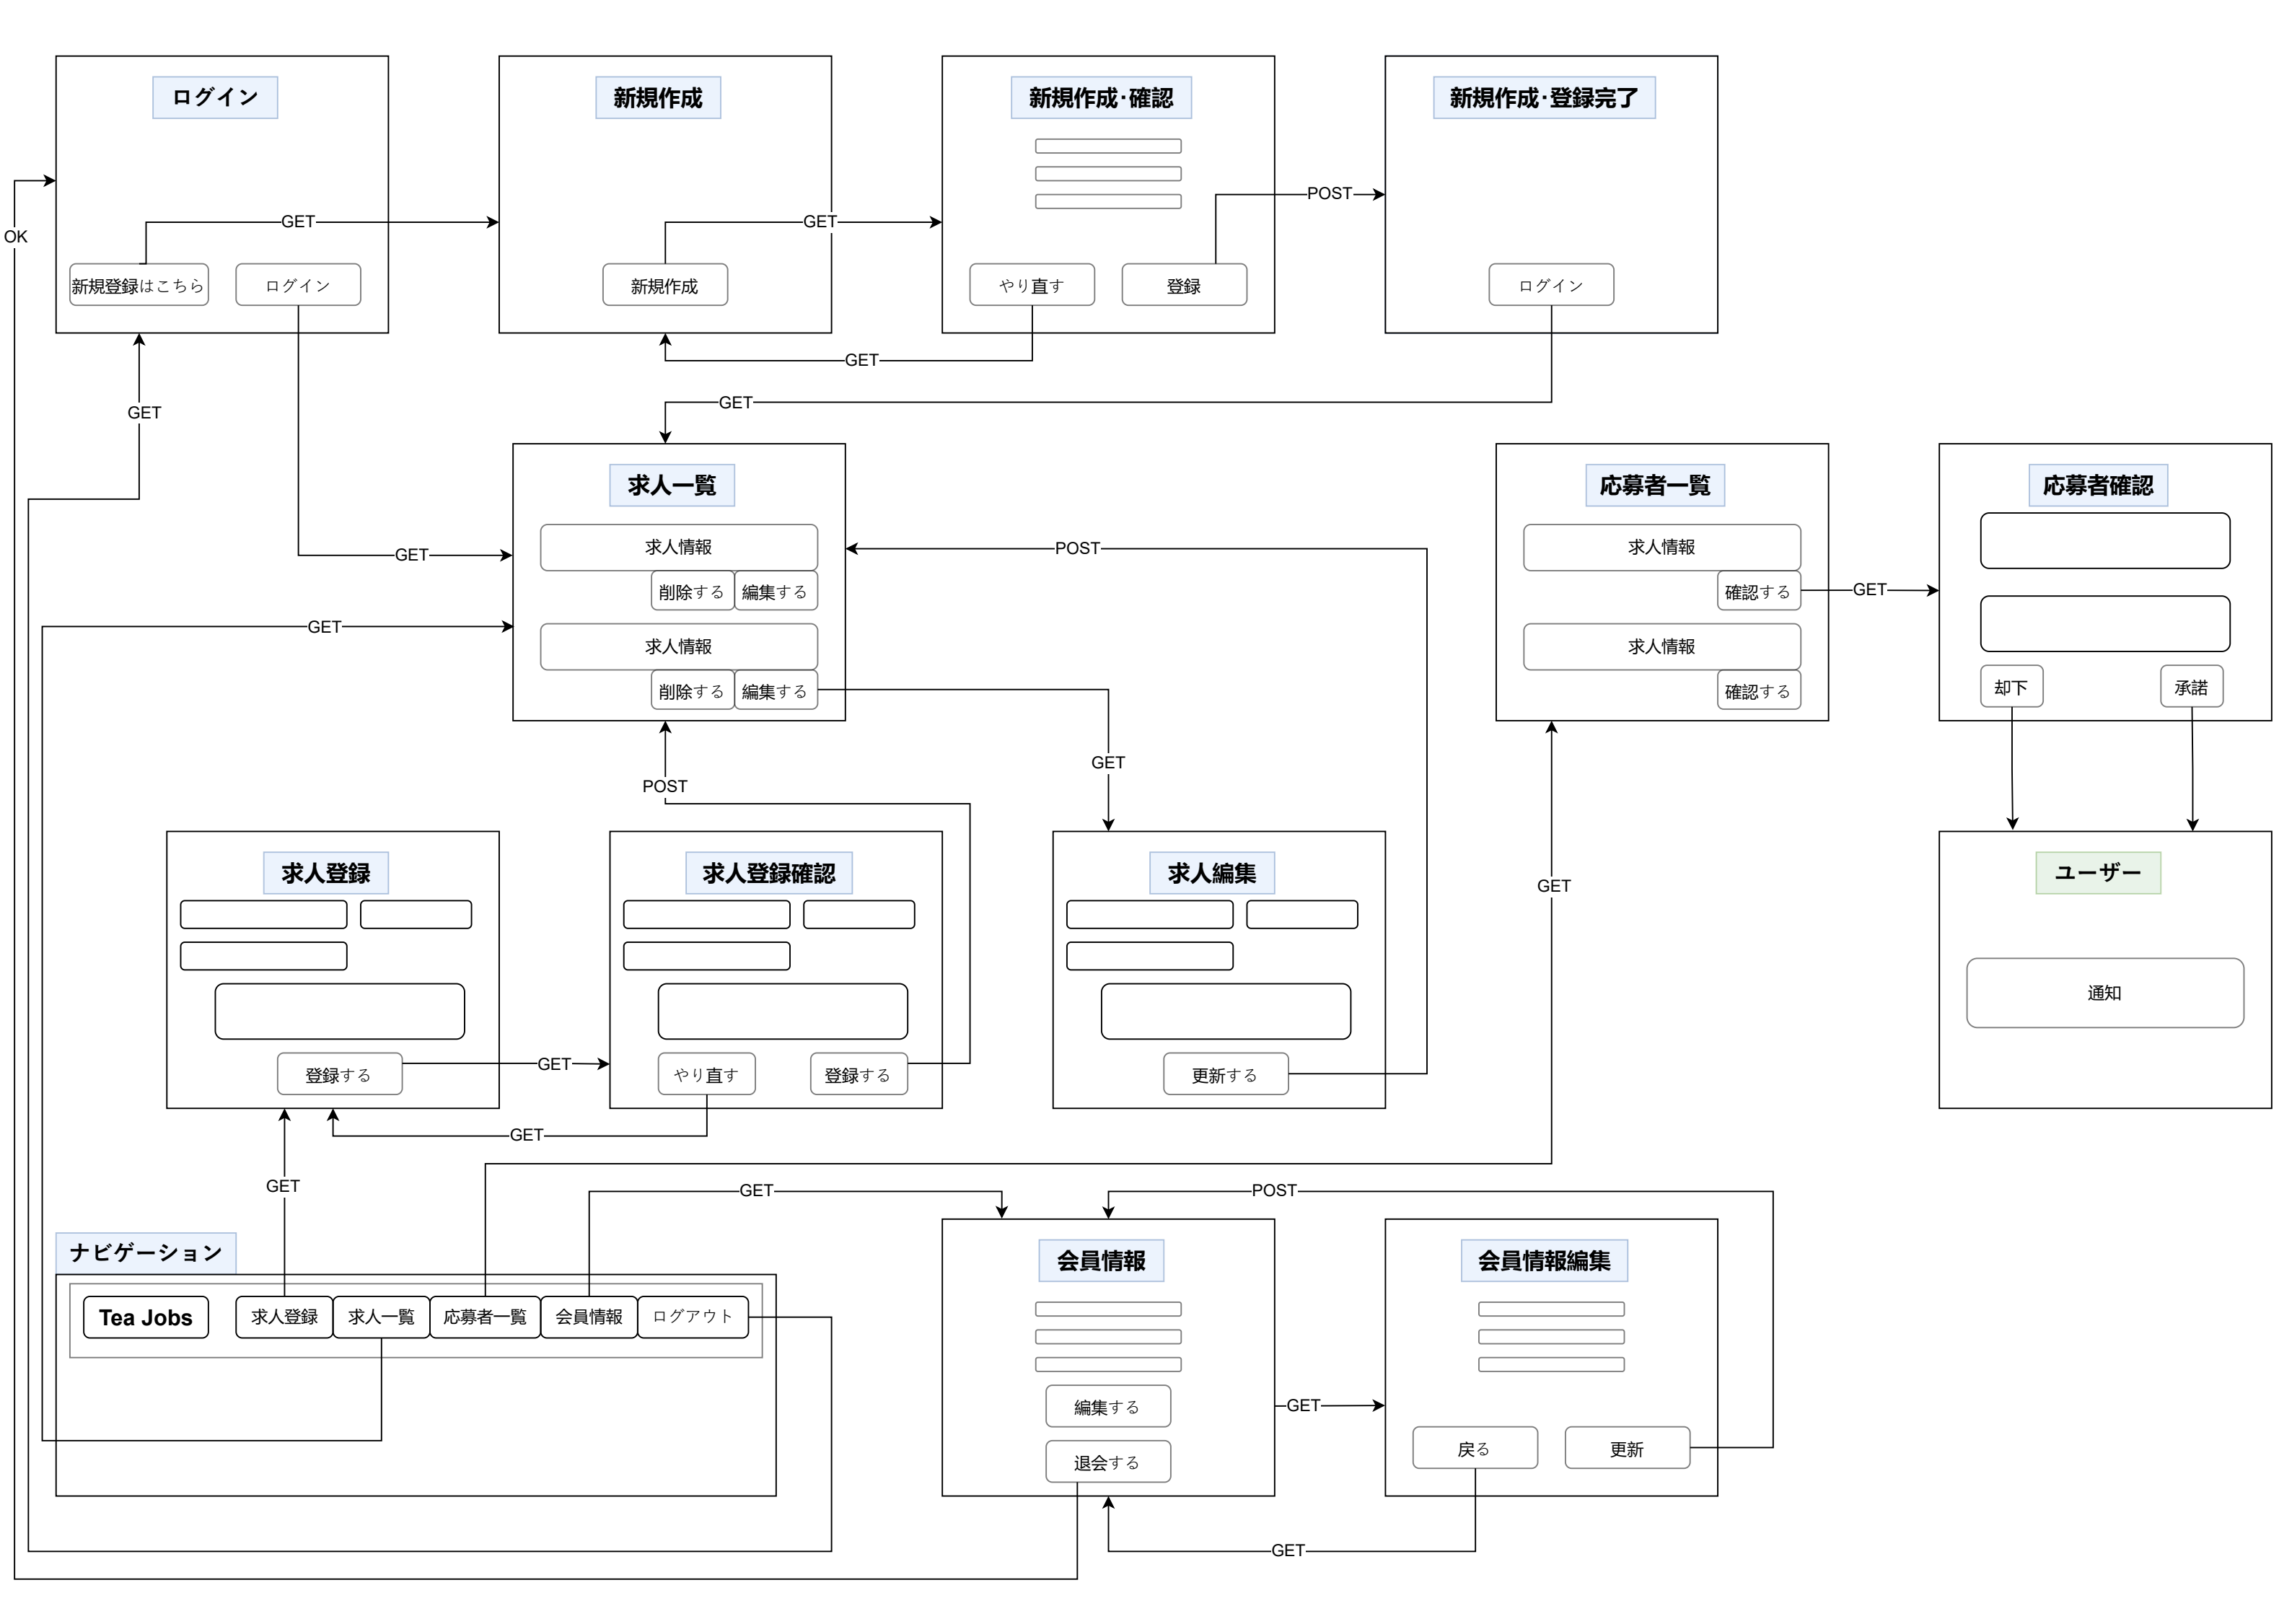 ログイン
新規作成
新規作成・確認
新規作成・登録完了
POST
GET
GET
OK
新規登録はこちら
ログイン
新規作成
やり直す
登録
ログイン
GET
GET
GET
求人一覧
応募者一覧
応募者確認
求人情報
求人情報
GET
POST
削除する
編集する
確認する
GET
GET
求人情報
求人情報
削除する
編集する
確認する
却下
承諾
GET
POST
求人登録
求人登録確認
求人編集
GET
ユーザー
通知
登録する
GET
やり直す
登録する
更新する
GET
GET
GET
POST
ナビゲーション
会員情報
会員情報編集
Tea Jobs
求人登録
求人一覧
応募者一覧
会員情報
ログアウト
編集する
GET
退会する
戻る
更新
GET